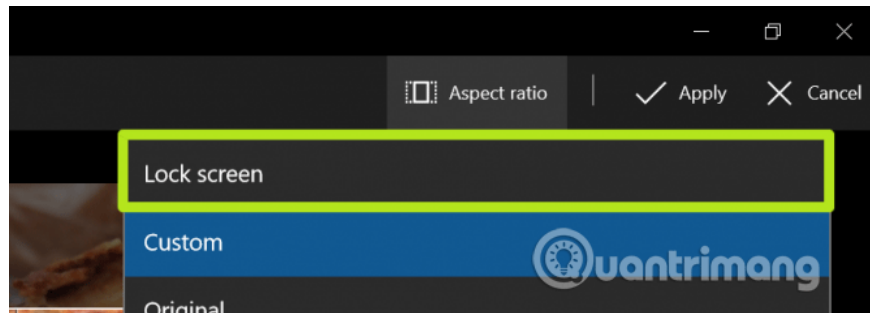 Aspect ratio
Apply
Cancel
Lock screen
Custom
Quantrimang
Original